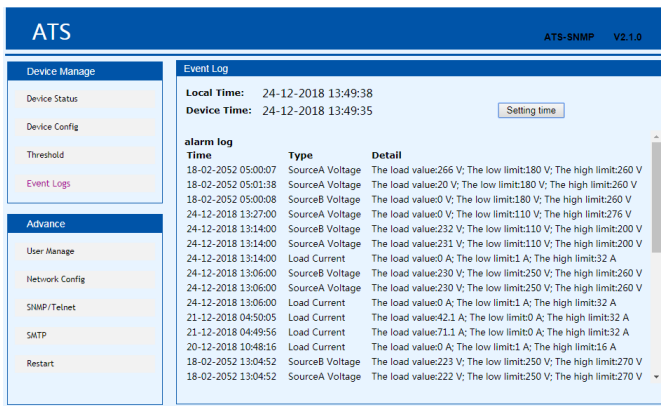 ATS
ATS-SNMP V2.1.0
Device Manage
Device Status
Device Config
Threshold
Event Logs
Advance
User Manage
Network Config
SNMP/Telnet
SMTP
Restart
Event Log
Local Time: 24-12-2018 13:49:38
Device Time: 24-12-2018 13:49:35
Setting time
alarm log
Time Type Detail
18-02-2052 05:00:07 SourceA Voltage The load value:266 V; The low limit:180 V; The high limit:260 V
18-02-2052 05:01:38 SourceA Voltage The load value:20 V; The low limit:180 V; The high limit:260 V
18-02-2052 05:00:08 SourceB Voltage The load value:0 V; The low limit:180 V; The high limit:260 V
24-12-2018 13:27:00 SourceA Voltage The load value:0 V; The low limit:110 V; The high limit:276 V
24-12-2018 13:14:00 SourceB Voltage The load value:232 V; The low limit:110 V; The high limit:200 V
24-12-2018 13:14:00 SourceA Voltage The load value:231 V; The low limit:110 V; The high limit:200 V
24-12-2018 13:14:00 Load Current The load value:0 A; The low limit:1 A; The high limit:32 A
24-12-2018 13:06:00 SourceB Voltage The load value:230 V; The low limit:250 V; The high limit:260 V
24-12-2018 13:06:00 SourceA Voltage The load value:230 V; The low limit:250 V; The high limit:260 V
24-12-2018 13:06:00 Load Current The load value:0 A; The low limit:1 A; The high limit:32 A
21-12-2018 04:50:05 Load Current The load value:42.1 A; The low limit:0 A; The high limit:32 A
21-12-2018 04:49:56 Load Current The load value:71.1 A; The low limit:0 A; The high limit:32 A
20-12-2018 10:48:16 Load Current The load value:0 A; The low limit:1 A; The high limit:16 A
18-02-2052 13:04:52 SourceB Voltage The load value:223 V; The low limit:250 V; The high limit:270 V
18-02-2052 13:04:52 SourceA Voltage The load value:222 V; The low limit:250 V; The high limit:270 V